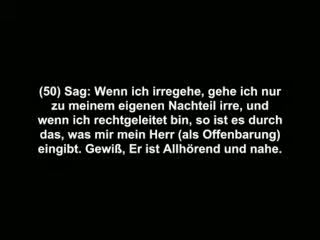 (50) Sag: Wenn ich irregehe, gehe ich nur
zu meinem eigenen Nachteil irre, und
wenn ich rechtgeleitet bin, so ist es durch
das, was mir mein Herr (als Offenbarung)
eingibt. Gewiß, Er ist Allhörend und nahe.